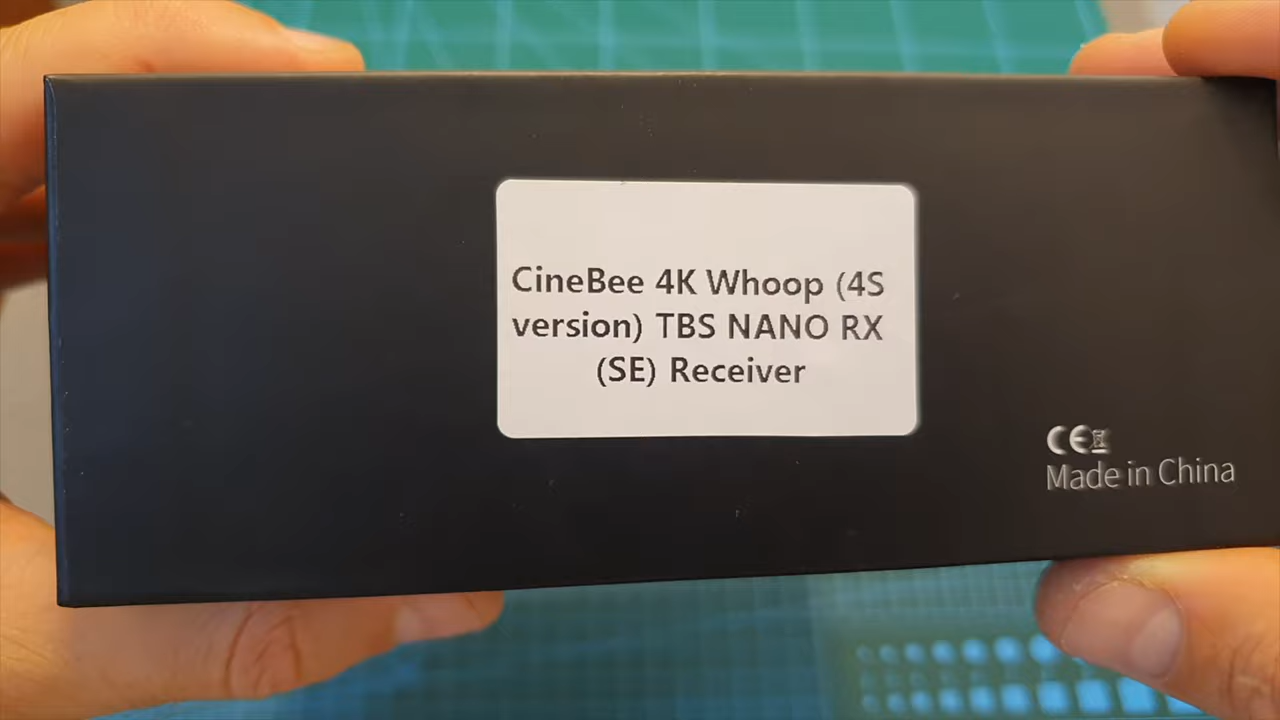 CineBee 4K Whoop (4S
version) TBS NANO RX
(SE) Receiver
CE
Made in China